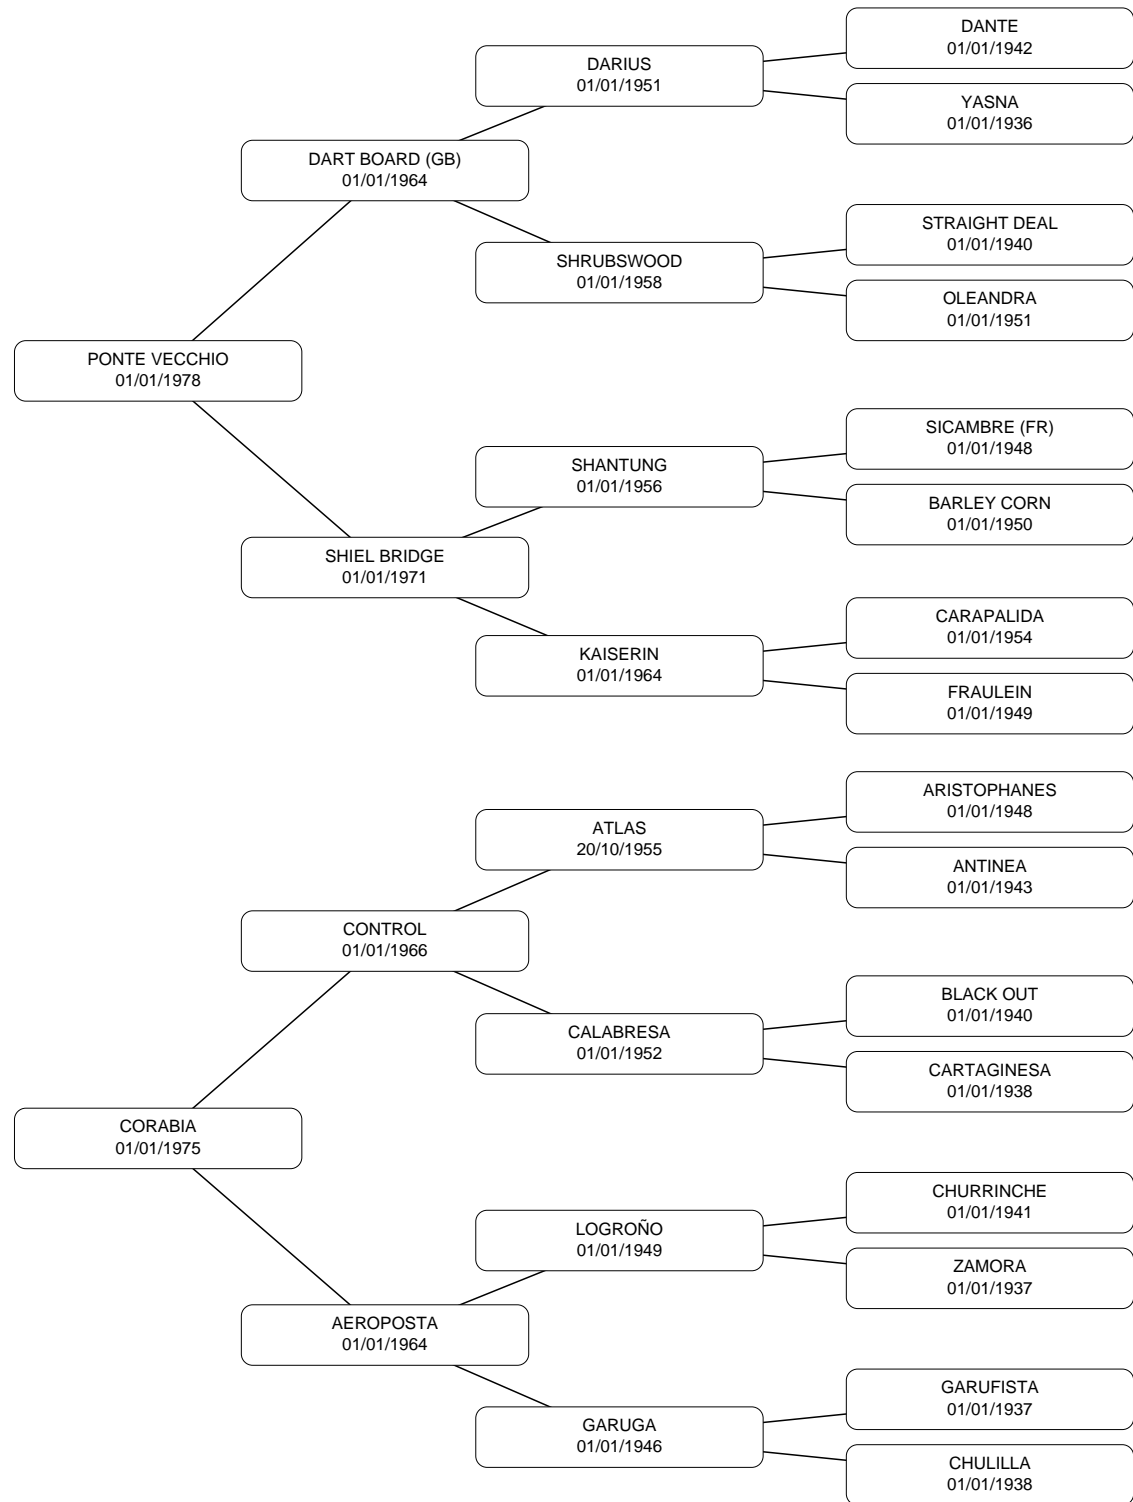 DANTE
01/01/1942
DARIUS
01/01/1951
YASNA
01/01/1936
DART BOARD (GB)
01/01/1964
STRAIGHT DEAL
01/01/1940
SHRUBSWOOD
01/01/1958
OLEANDRA
01/01/1951
PONTE VECCHIO
01/01/1978
SICAMBRE (FR)
01/01/1948
SHANTUNG
01/01/1956
BARLEY CORN
01/01/1950
SHIEL BRIDGE
01/01/1971
CARAPALIDA
01/01/1954
KAISERIN
01/01/1964
FRAULEIN
01/01/1949
ARISTOPHANES
01/01/1948
ATLAS
20/10/1955
ANTINEA
01/01/1943
CONTROL
01/01/1966
BLACK OUT
01/01/1940
CALABRESA
01/01/1952
CARTAGINESA
01/01/1938
CORABIA
01/01/1975
CHURRINCHE
01/01/1941
LOGROÑO
01/01/1949
ZAMORA
01/01/1937
AEROPOSTA
01/01/1964
GARUFISTA
01/01/1937
GARUGA
01/01/1946
CHULILLA
01/01/1938